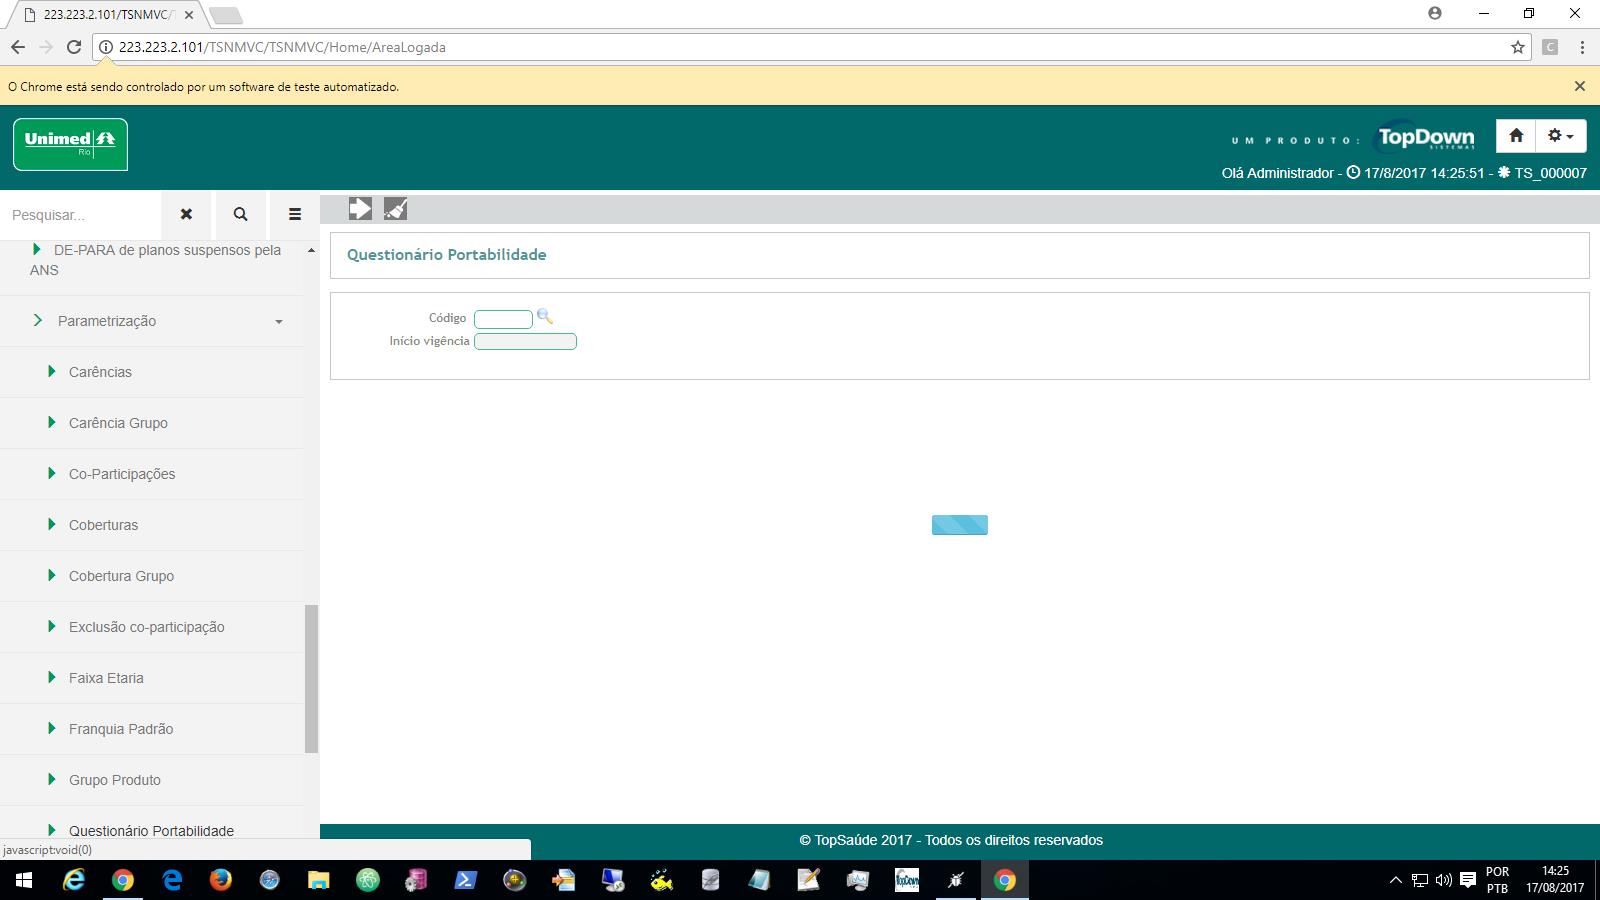 223.223.2.101/TSNMVC/
223.223.2.101/TSNMVC/TSNMVC/Home/AreaLogada
O Chrome está sendo controlado por um software de teste automatizado.
Unimed
Rio
UM PRODUTO:
TopDown
SISTEMAS
Olá Administrador - 17/8/2017 14:25:51 - TS_000007
Pesquisar...
DE-PARA de planos suspensos pela
ANS
Parametrização
Carências
Carência Grupo
Co-Participações
Coberturas
Cobertura Grupo
Exclusão co-participação
Faixa Etaria
Franquia Padrão
Grupo Produto
Questionário Portabilidade
Questionário Portabilidade
Código
Início vigência
javascript:void(0)
© TopSaúde 2017 - Todos os direitos reservados
TopDown
POR
PTB
14:25
17/08/2017